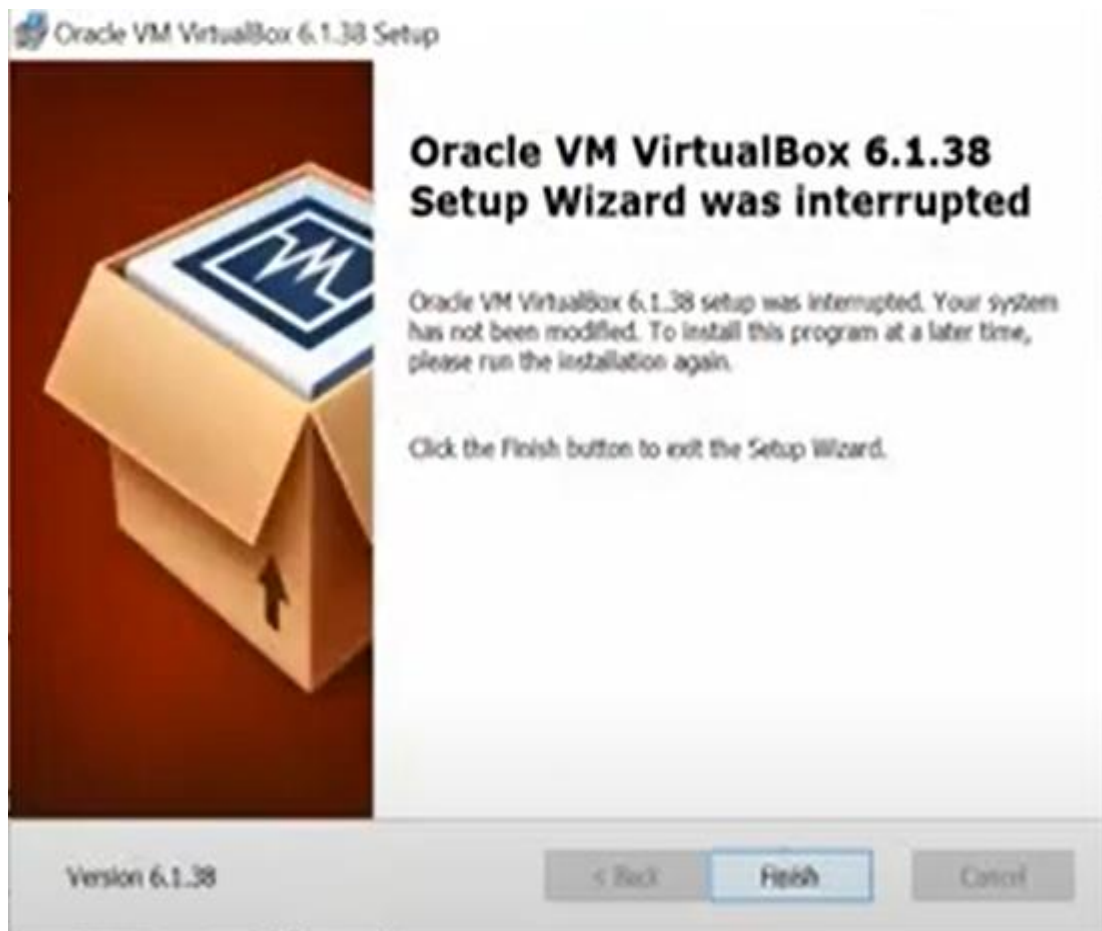 Oracle VM VirtualBox 6.1.38 Setup
Oracle VM VirtualBox 6.1.38
Setup Wizard was interrupted
Oracle VM VirtualBox 6.1.38 setup was interrupted. Your system
has not been modified. To install this program at a later time,
please run the installation again.
Click the Finish button to exit the Setup Wizard.
Version 6.1.38
< Back
Finish
Cancel